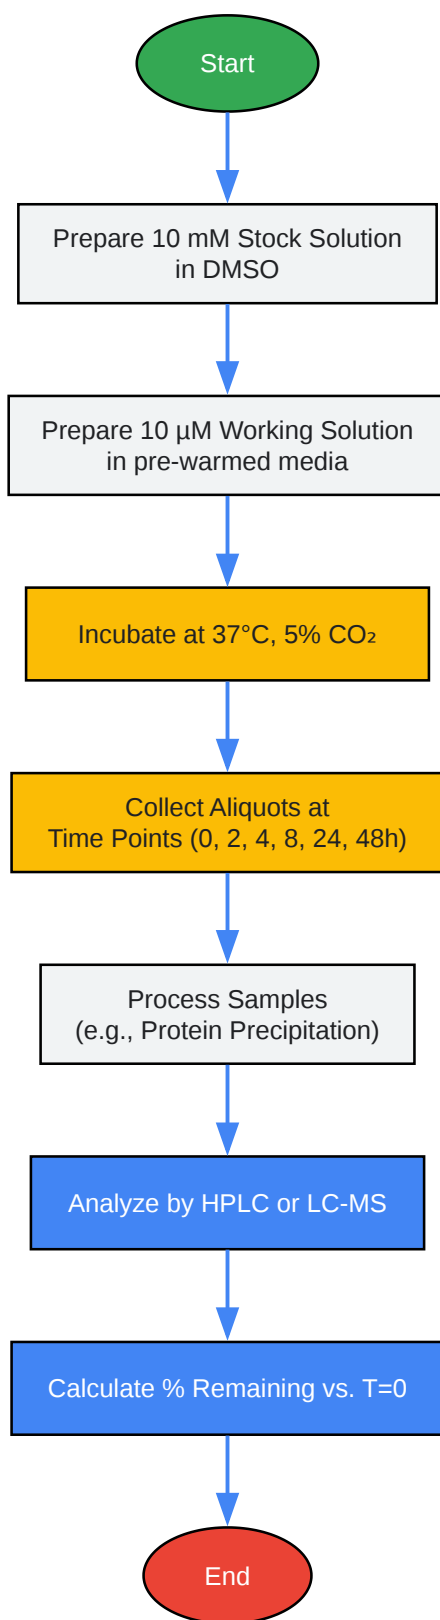 Start
Prepare 10 mM Stock Solution
in DMSO
Prepare 10 µM Working Solution
in pre-warmed media
Incubate at 37°C, 5% CO₂
Collect Aliquots at
Time Points (0, 2, 4, 8, 24, 48h)
Process Samples
(e.g., Protein Precipitation)
Analyze by HPLC or LC-MS
Calculate % Remaining vs. T=0
End